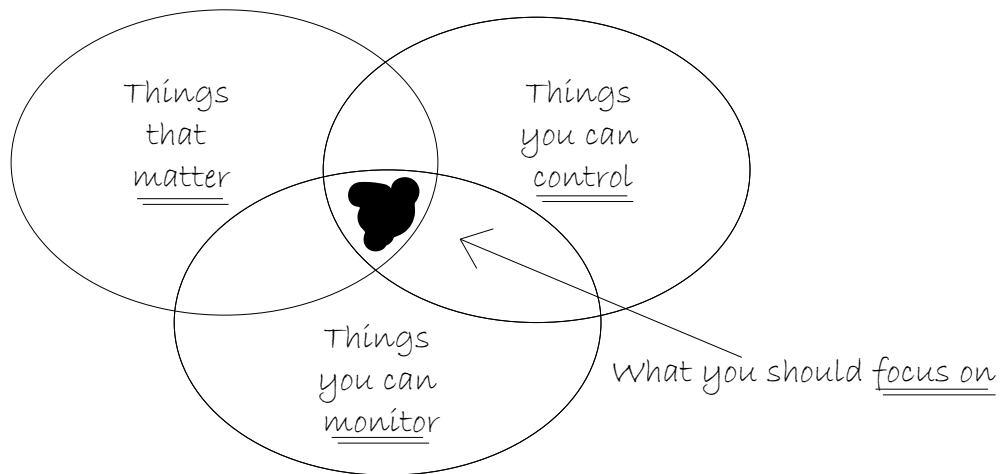 Things
that
matter
Things
you can
control
Things
you can
monitor
What you should focus on